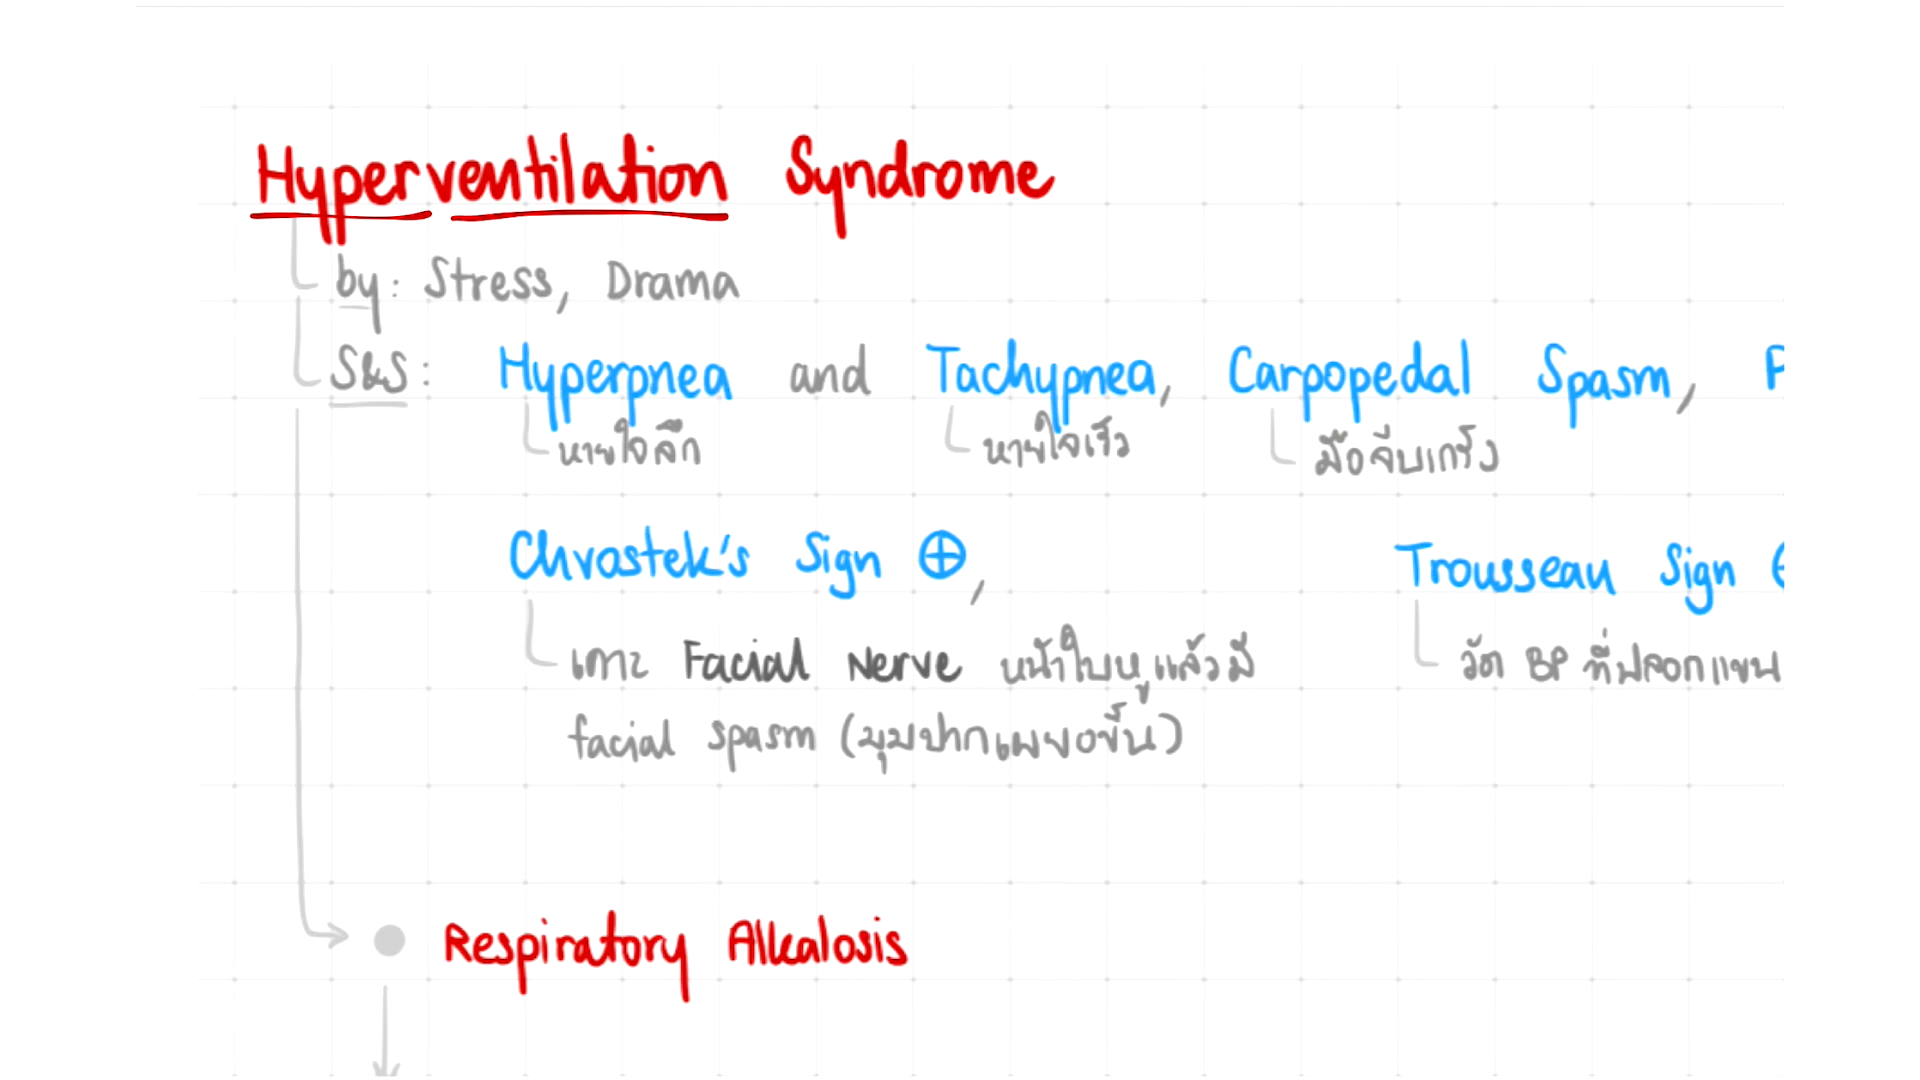 Hyperventilation Syndrome
by: Stress, Drama
S&S: Hyperpnea and Tachypnea, Carpopedal Spasm, P
หายใจลึก หายใจเร็ว มือจีบเกร็ง
Chvostek's Sign ⊕, Trousseau Sign
เคาะ Facial Nerve หน้าใบหูแล้วมี วัด BP ที่ปลอกแขน
facial spasm (มุมปากเผยอขึ้น)
Respiratory Alkalosis